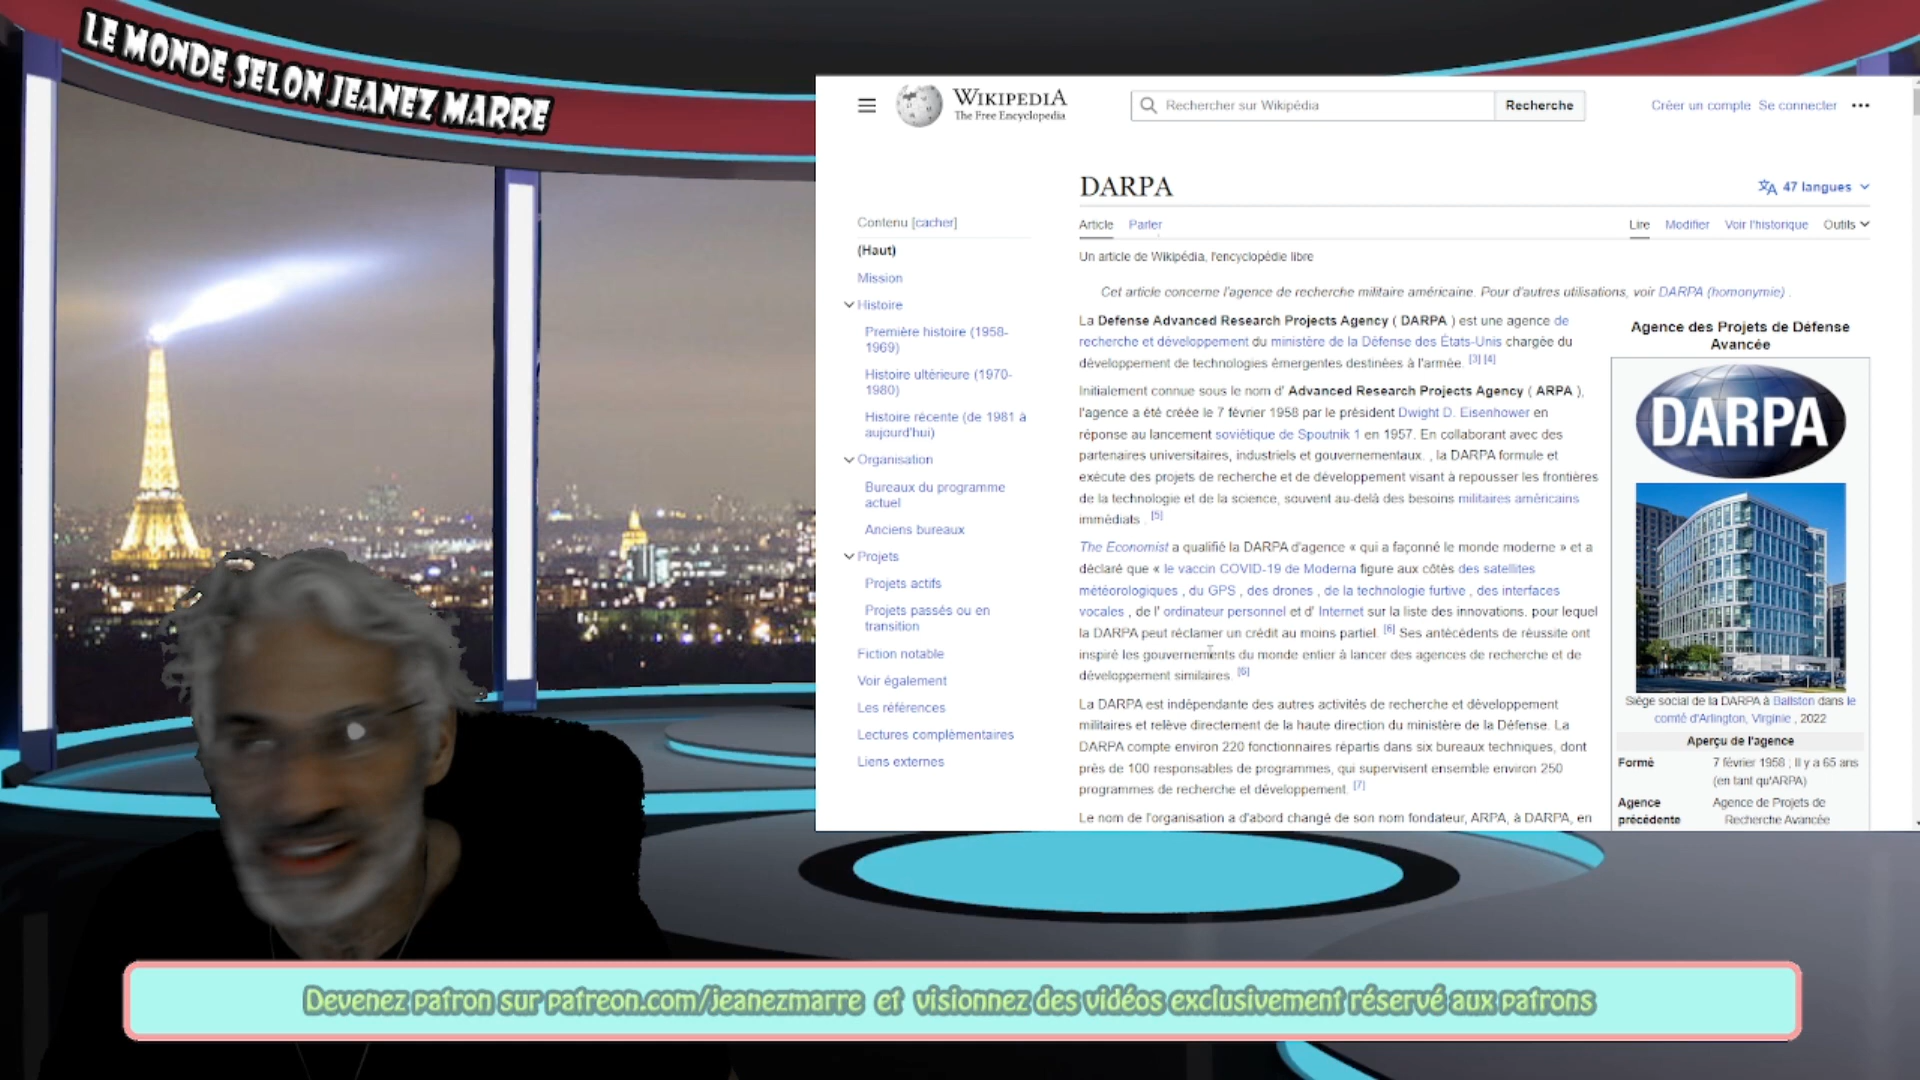 LE MONDE SELON JEANEZ MARRE
WIKIPEDIA
The Free Encyclopedia
Rechercher sur Wikipédia
Recherche
Créer un compte Se connecter
DARPA
47 langues
Article Parler
Lire Modifier Voir l'historique Outils
Un article de Wikipédia, l'encyclopédie libre
Contenu [cacher]
(Haut)
Mission
Histoire
Première histoire (1958-
1969)
Histoire ultérieure (1970-
1980)
Histoire récente (de 1981 à
aujourd'hui)
Organisation
Bureaux du programme
actuel
Anciens bureaux
Projets
Projets actifs
Projets passés ou en
transition
Fiction notable
Voir également
Les références
Lectures complémentaires
Liens externes
Cet article concerne l'agence de recherche militaire américaine. Pour d'autres utilisations, voir DARPA (homonymie) .
La Defense Advanced Research Projects Agency ( DARPA ) est une agence de
recherche et développement du ministère de la Défense des États-Unis chargée du
développement de technologies émergentes destinées à l'armée. [3] [4]
Initialement connue sous le nom d' Advanced Research Projects Agency ( ARPA ),
l'agence a été créée le 7 février 1958 par le président Dwight D. Eisenhower en
réponse au lancement soviétique de Spoutnik 1 en 1957. En collaborant avec des
partenaires universitaires, industriels et gouvernementaux. , la DARPA formule et
exécute des projets de recherche et de développement visant à repousser les frontières
de la technologie et de la science, souvent au-delà des besoins militaires américains
immédiats . [5]
The Economist a qualifié la DARPA d'agence « qui a façonné le monde moderne » et a
déclaré que « le vaccin COVID-19 de Moderna figure aux côtés des satellites
météorologiques , du GPS , des drones , de la technologie furtive , des interfaces
vocales , de l' ordinateur personnel et d' Internet sur la liste des innovations. pour lequel
la DARPA peut réclamer un crédit au moins partiel. [6] Ses antécédents de réussite ont
inspiré les gouvernements du monde entier à lancer des agences de recherche et de
développement similaires. [6]
La DARPA est indépendante des autres activités de recherche et développement
militaires et relève directement de la haute direction du ministère de la Défense. La
DARPA compte environ 220 fonctionnaires répartis dans six bureaux techniques, dont
près de 100 responsables de programmes, qui supervisent ensemble environ 250
programmes de recherche et développement. [7]
Le nom de l'organisation a d'abord changé de son nom fondateur, ARPA, à DARPA, en
Agence des Projets de Défense
Avancée
DARPA
Siège social de la DARPA à Ballston dans le
comté d'Arlington, Virginie , 2022
Aperçu de l'agence
Formé 7 février 1958 ; Il y a 65 ans
(en tant qu'ARPA)
Agence Agence de Projets de
précédente Recherche Avancée
Devenez patron sur patreon.com/jeanezmarre et visionnez des vidéos exclusivement réservé aux patrons